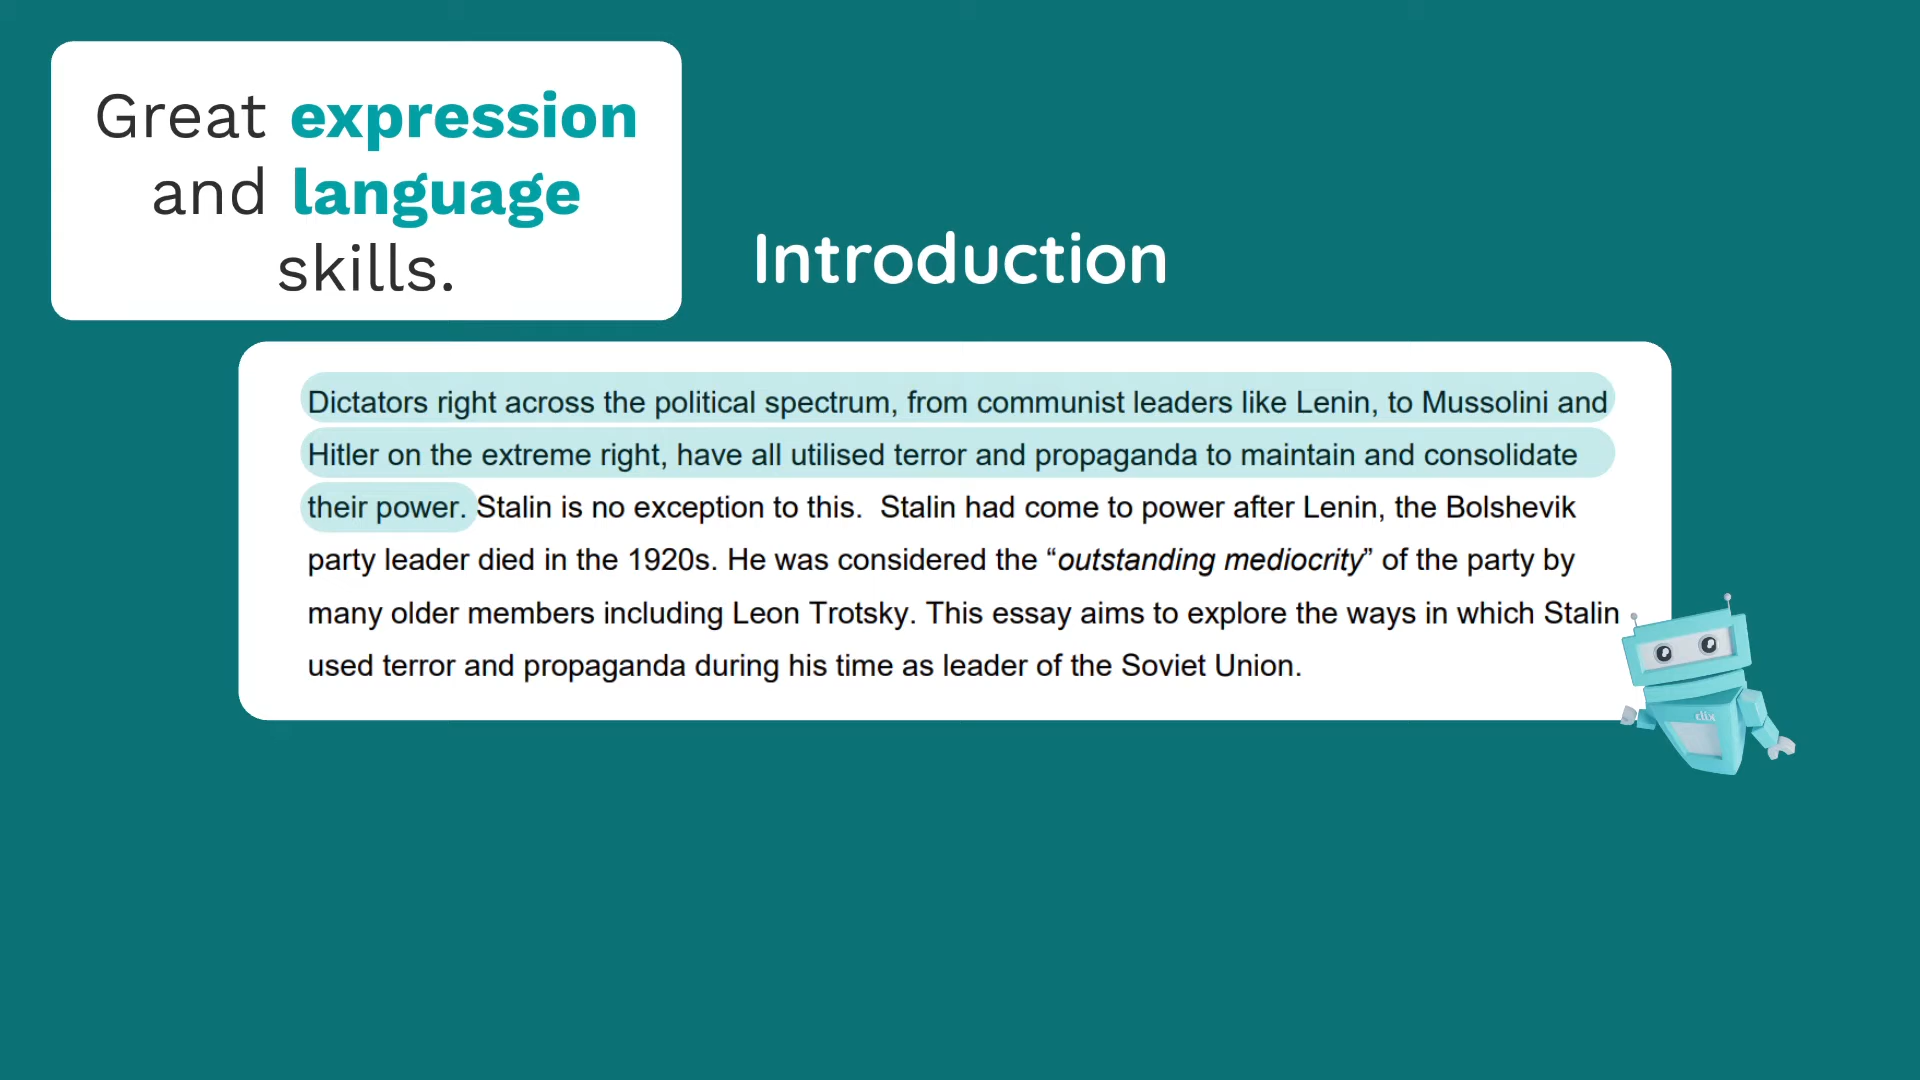 Great expression
and language
skills.
Introduction
Dictators right across the political spectrum, from communist leaders like Lenin, to Mussolini and
Hitler on the extreme right, have all utilised terror and propaganda to maintain and consolidate
their power. Stalin is no exception to this.  Stalin had come to power after Lenin, the Bolshevik
party leader died in the 1920s. He was considered the “outstanding mediocrity” of the party by
many older members including Leon Trotsky. This essay aims to explore the ways in which Stalin
used terror and propaganda during his time as leader of the Soviet Union.
clix